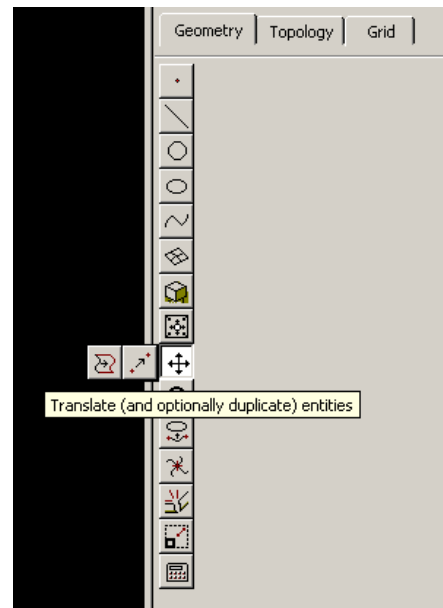 Geometry Topology Grid
Translate (and optionally duplicate) entities